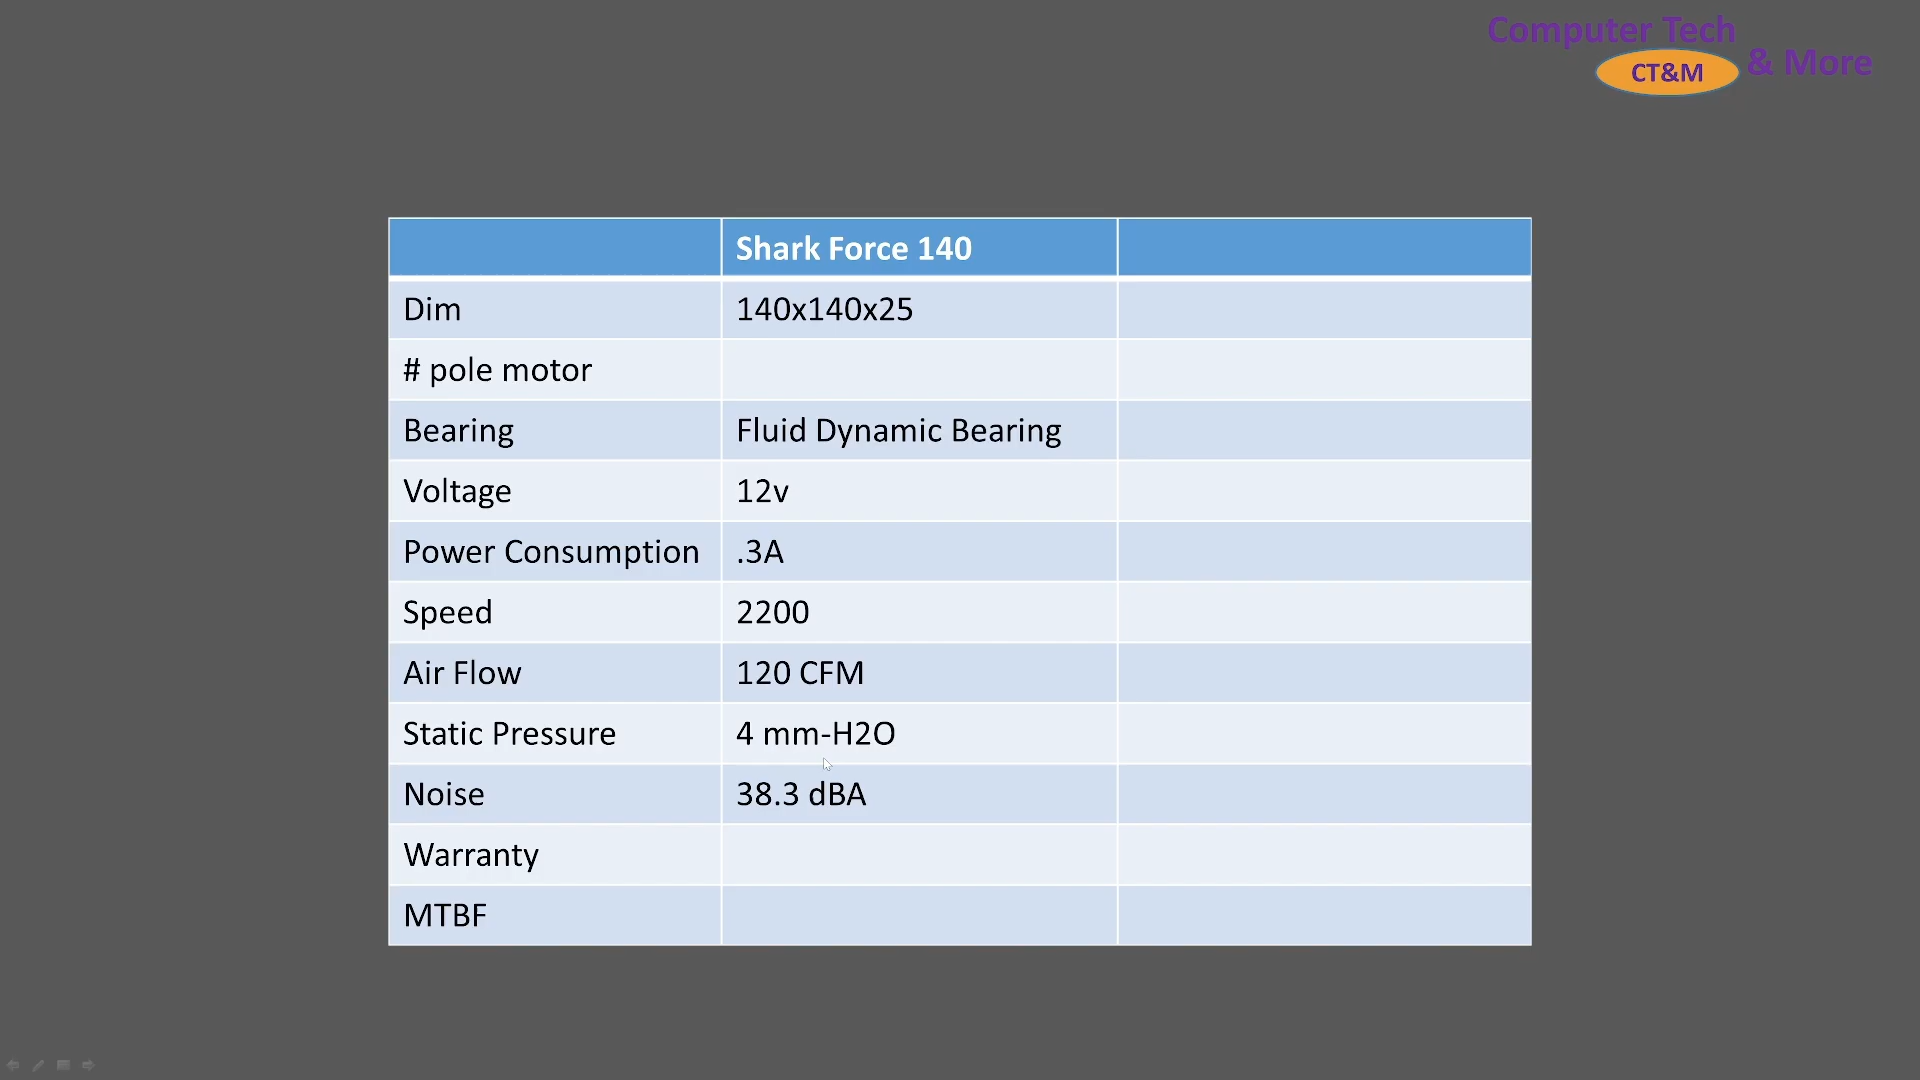 Computer Tech
& More
CT&M
Shark Force 140
Dim 140x140x25
# pole motor
Bearing Fluid Dynamic Bearing
Voltage 12v
Power Consumption .3A
Speed 2200
Air Flow 120 CFM
Static Pressure 4 mm-H2O
Noise 38.3 dBA
Warranty
MTBF